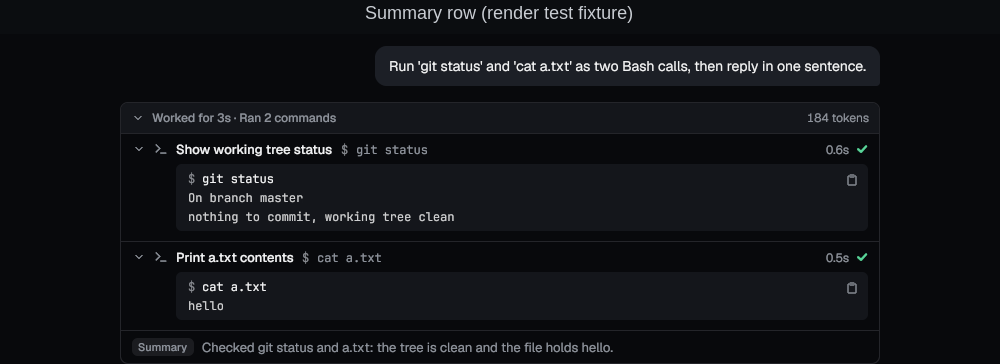 Summary row (render test fixture)
Run 'git status' and 'cat a.txt' as two Bash calls, then reply in one sentence.
Worked for 3s · Ran 2 commands 184 tokens
Show working tree status $ git status 0.6s
$ git status
On branch master
nothing to commit, working tree clean
Print a.txt contents $ cat a.txt 0.5s
$ cat a.txt
hello
Summary Checked git status and a.txt: the tree is clean and the file holds hello.